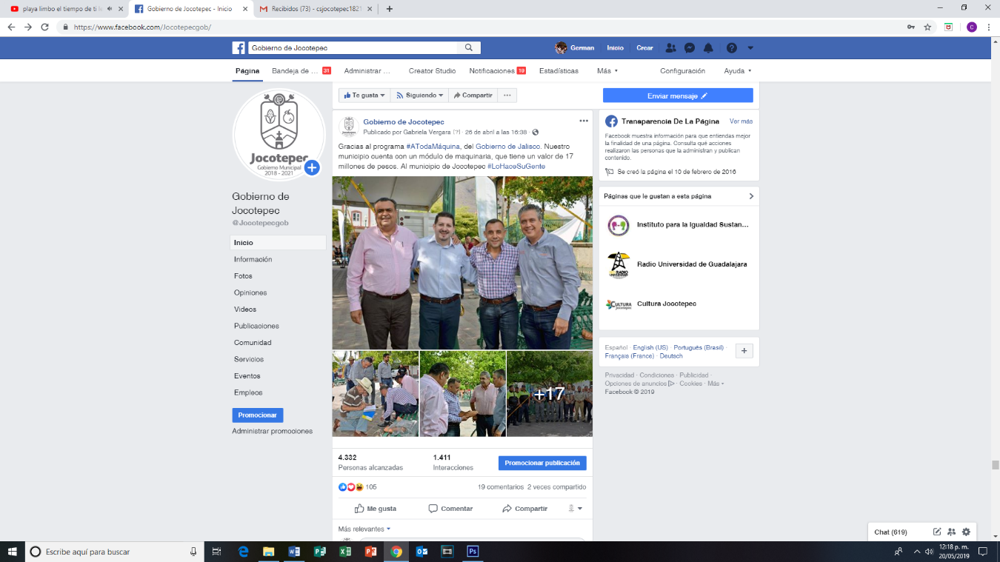 playa limbo el tiempo de ti l
Gobierno de Jocotepec - Inicio
Recibidos (73) - csjocotepec1821
https://www.facebook.com/Jocotepecgob/
C
Gobierno de Jocotepec
German
Inicio
Crear
Página
Bandeja de ... 31
Administrar ...
Creator Studio
Notificaciones 19
Estadísticas
Más
Configuración
Ayuda
Te gusta
Siguiendo
Compartir
Enviar mensaje
Jocotepec
Gobierno Municipal
2018 - 2021
Gobierno de
Jocotepec
@Jocotepecgob
Inicio
Información
Fotos
Opiniones
Videos
Publicaciones
Comunidad
Servicios
Eventos
Empleos
Promocionar
Administrar promociones
Gobierno de Jocotepec
Publicado por Gabriela Vergara [?] · 26 de abril a las 16:38 ·
Gracias al programa #ATodaMáquina, del Gobierno de Jalisco. Nuestro
municipio cuenta con un módulo de maquinaria, que tiene un valor de 17
millones de pesos. Al municipio de Jocotepec #LoHaceSuGente
+17
4.332
Personas alcanzadas
1.411
Interacciones
Promocionar publicación
105
19 comentarios 2 veces compartido
Me gusta
Comentar
Compartir
Más relevantes
Transparencia De La Página
Ver más
Facebook muestra información para que entiendas mejor
la finalidad de una página. Consulta qué acciones
realizaron las personas que la administran y publican
contenido.
Se creó la página el 10 de febrero de 2016
Páginas que le gustan a esta página
Instituto para la Igualdad Sustan...
Radio Universidad de Guadalajara
CULTURA
Jocotepec
Cultura Jocotepec
Español · English (US) · Português (Brasil) ·
Français (France) · Deutsch
Privacidad · Condiciones · Publicidad ·
Opciones de anuncios · Cookies · Más
Facebook © 2019
Chat (619)
Escribe aquí para buscar
12:18 p. m.
20/05/2019